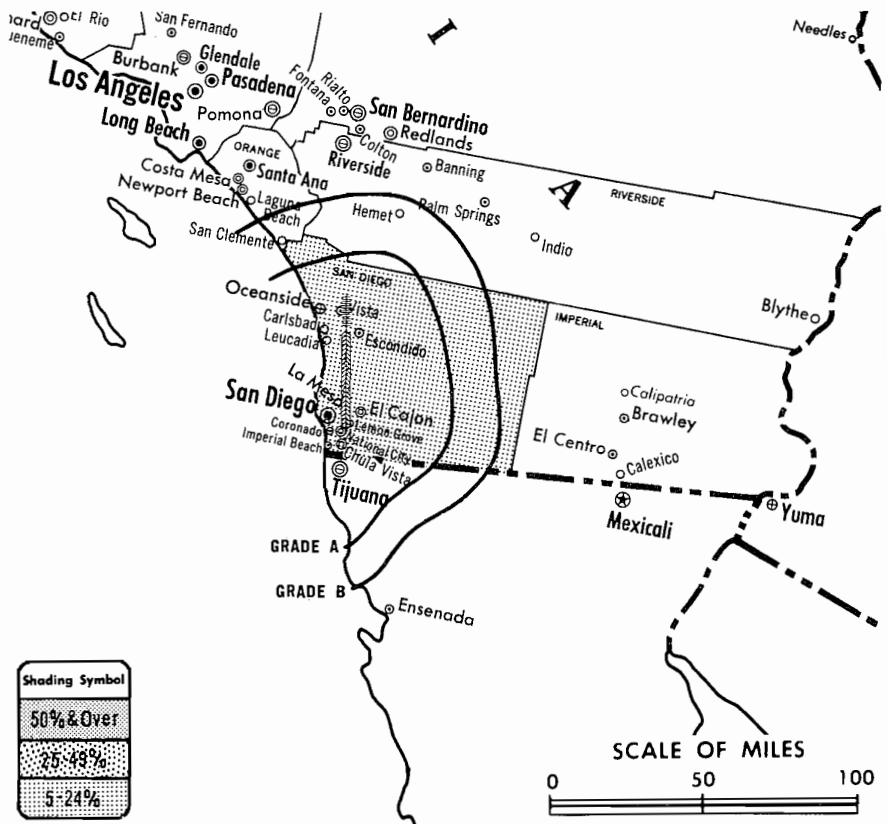 El Rio
San Fernando
Needles
Burbank
Glendale
Los Angeles
Pasadena
Pomona
Fontana
Rialto
San Bernardino
Long Beach
Colton
Redlands
ORANGE
Riverside
Banning
Costa Mesa
Santa Ana
Newport Beach
Laguna
Beach
Hemet
Palm Springs
A
RIVERSIDE
San Clemente
Indio
SAN DIEGO
Oceanside
Vista
IMPERIAL
Blythe
Carlsbad
Leucadia
Escondido
La Mesa
San Diego
El Cajon
Calipatria
Brawley
Coronado
Lemon Grove
National City
El Centro
Imperial Beach
Chula Vista
Calexico
Tijuana
Mexicali
Yuma
GRADE A
GRADE B
Ensenada
Shading Symbol
50% & Over
25-49%
5-24%
SCALE OF MILES
0 50 100